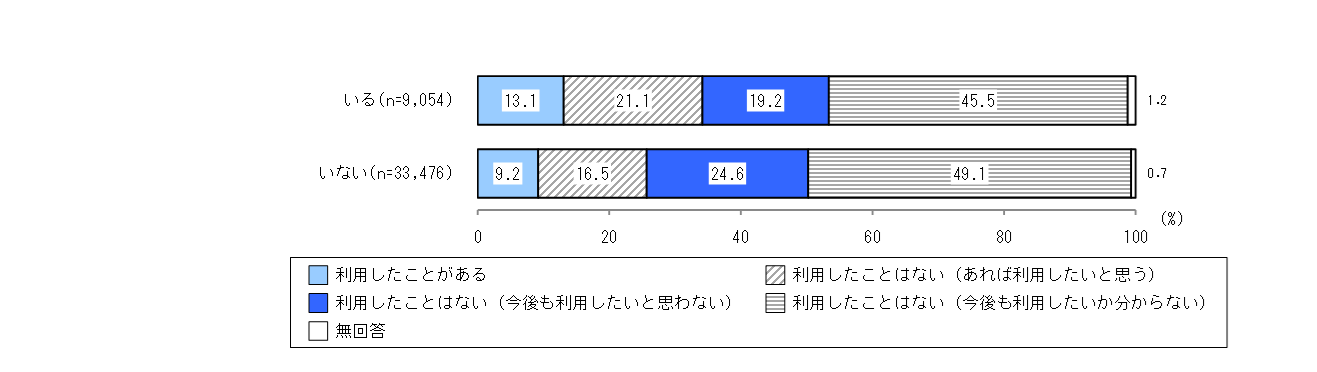 いる(n=9,054) 13.1 21.1 19.2 45.5 1.2
いない(n=33,476) 9.2 16.5 24.6 49.1 0.7
(%)
0 20 40 60 80 100
利用したことがある 利用したことはない（あれば利用したいと思う）
利用したことはない（今後も利用したいと思わない） 利用したことはない（今後も利用したいか分からない）
無回答